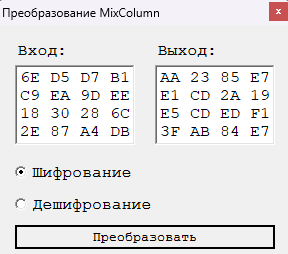 Преобразование MixColumn
x
Вход: Выход:
6E D5 D7 B1 AA 23 85 E7
C9 EA 9D EE E1 CD 2A 19
18 30 28 6C E5 CD ED F1
2E 87 A4 DB 3F AB 84 E7
Шифрование
Дешифрование
Преобразовать